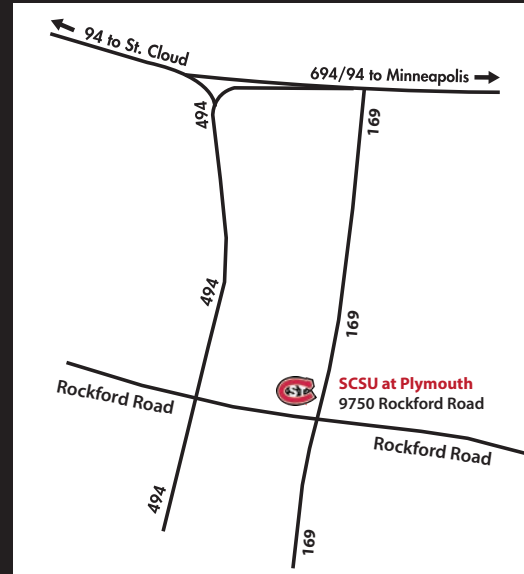 94 to St. Cloud
694/94 to Minneapolis
494
169
494
169
SCSU at Plymouth
9750 Rockford Road
Rockford Road
Rockford Road
494
169